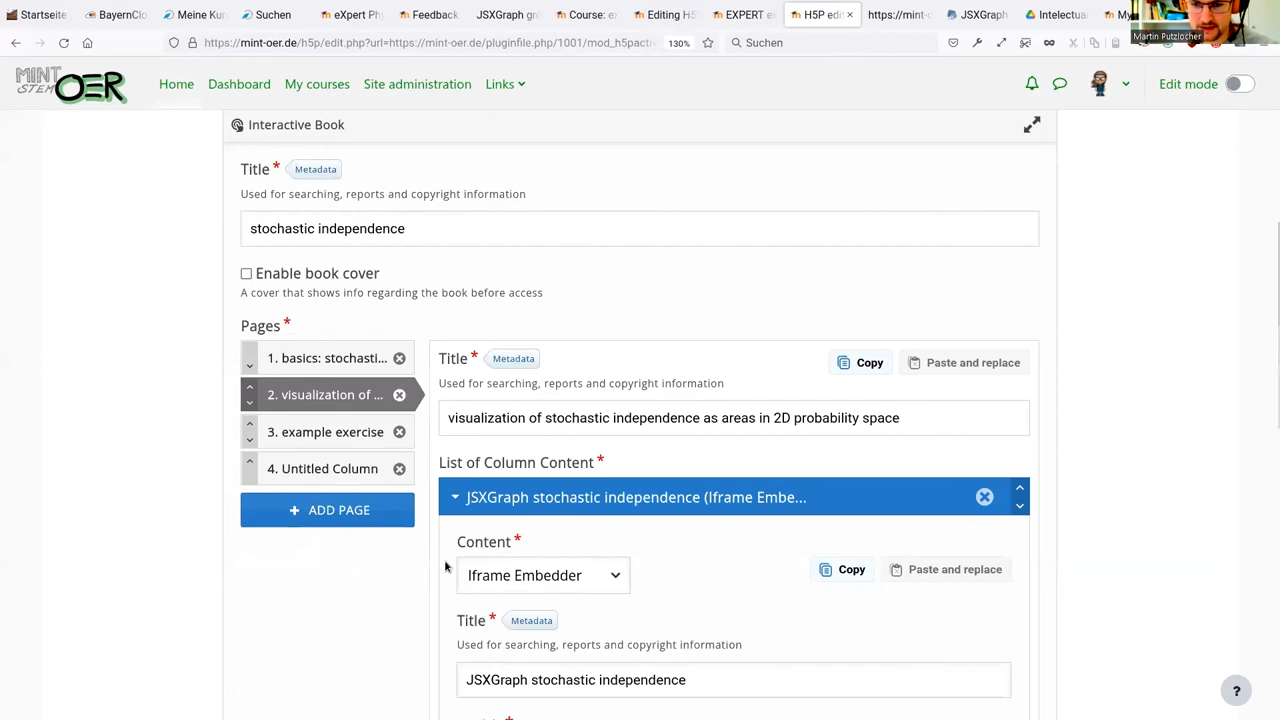 Startseite BayernClo Meine Kur Suchen eXpert Ph Feedback JSXGraph Course: e Editing H5 EXPERT e H5P edi https://mint- JSXGraph Intelectua My
https://mint-oer.de/h5p/edit.php?url=https://mint-oer.de/pluginfile.php/1001/mod_h5pactiv 130% Suchen
Martin Putzlocher
MINT STEM OER Home Dashboard My courses Site administration Links Edit mode
Interactive Book
Title * Metadata
Used for searching, reports and copyright information
stochastic independence
Enable book cover
A cover that shows info regarding the book before access
Pages *
1. basics: stochasti...
2. visualization of ...
3. example exercise
4. Untitled Column
+ ADD PAGE
Title * Metadata Copy Paste and replace
Used for searching, reports and copyright information
visualization of stochastic independence as areas in 2D probability space
List of Column Content *
JSXGraph stochastic independence (Iframe Embe...
Content *
Iframe Embedder Copy Paste and replace
Title * Metadata
Used for searching, reports and copyright information
JSXGraph stochastic independence
?